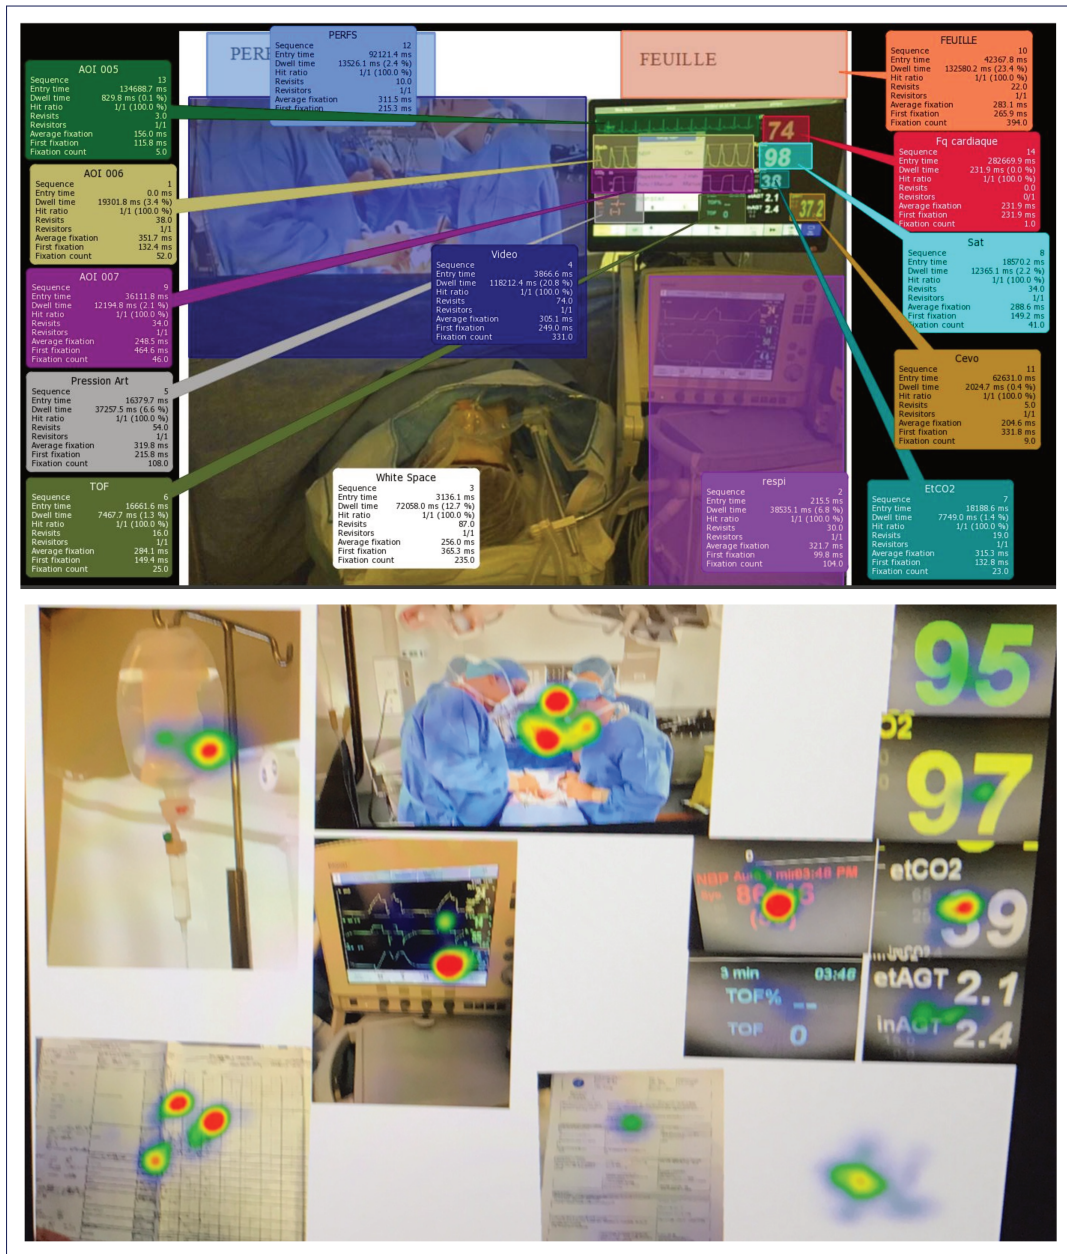 PERFS
Sequence 12
Entry time 92121.4 ms
Dwell time 13526.1 ms (2.4 %)
Hit ratio 1/1 (100.0 %)
Revisits 10.0
Revisitors 1/1
Average fixation 311.5 ms
First fixation 215.3 ms
FEUILLE
FEUILLE
Sequence 10
Entry time 42367.8 ms
Dwell time 132580.2 ms (23.4 %)
Hit ratio 1/1 (100.0 %)
Revisits 22.0
Revisitors 1/1
Average fixation 283.1 ms
First fixation 265.9 ms
Fixation count 394.0
AOI 005
Sequence 13
Entry time 134688.7 ms
Dwell time 829.8 ms (0.1 %)
Hit ratio 1/1 (100.0 %)
Revisits 3.0
Revisitors 1/1
Average fixation 156.0 ms
First fixation 115.8 ms
Fixation count 5.0
Fq cardiaque
Sequence 14
Entry time 282669.9 ms
Dwell time 231.9 ms (0.0 %)
Hit ratio 1/1 (100.0 %)
Revisits 0.0
Revisitors 0/1
Average fixation 231.9 ms
First fixation 231.9 ms
Fixation count 1.0
74
98
38
2.1
2.4
TOF 0
37.2
AOI 006
Sequence 1
Entry time 0.0 ms
Dwell time 19301.8 ms (3.4 %)
Hit ratio 1/1 (100.0 %)
Revisits 38.0
Revisitors 1/1
Average fixation 351.7 ms
First fixation 132.4 ms
Fixation count 52.0
Sat
Sequence 8
Entry time 18570.2 ms
Dwell time 12365.1 ms (2.2 %)
Hit ratio 1/1 (100.0 %)
Revisits 34.0
Revisitors 1/1
Average fixation 288.6 ms
First fixation 149.2 ms
Fixation count 41.0
Video
Sequence 4
Entry time 3866.6 ms
Dwell time 118212.4 ms (20.8 %)
Hit ratio 1/1 (100.0 %)
Revisits 74.0
Revisitors 1/1
Average fixation 305.1 ms
First fixation 249.0 ms
Fixation count 331.0
AOI 007
Sequence 9
Entry time 36111.8 ms
Dwell time 12194.8 ms (2.1 %)
Hit ratio 1/1 (100.0 %)
Revisits 34.0
Revisitors 1/1
Average fixation 248.5 ms
First fixation 464.6 ms
Fixation count 46.0
Cevo
Sequence 11
Entry time 62631.0 ms
Dwell time 2024.7 ms (0.4 %)
Hit ratio 1/1 (100.0 %)
Revisits 5.0
Revisitors 1/1
Average fixation 204.6 ms
First fixation 331.8 ms
Fixation count 9.0
Pression Art
Sequence 5
Entry time 16379.7 ms
Dwell time 37257.5 ms (6.6 %)
Hit ratio 1/1 (100.0 %)
Revisits 54.0
Revisitors 1/1
Average fixation 319.8 ms
First fixation 215.8 ms
Fixation count 108.0
TOF
Sequence 6
Entry time 16661.6 ms
Dwell time 7467.7 ms (1.3 %)
Hit ratio 1/1 (100.0 %)
Revisits 16.0
Revisitors 1/1
Average fixation 284.1 ms
First fixation 149.4 ms
Fixation count 25.0
White Space
Sequence 3
Entry time 3136.1 ms
Dwell time 72058.0 ms (12.7 %)
Hit ratio 1/1 (100.0 %)
Revisits 87.0
Revisitors 1/1
Average fixation 256.0 ms
First fixation 365.3 ms
Fixation count 235.0
respi
Sequence 2
Entry time 215.5 ms
Dwell time 38535.1 ms (6.8 %)
Hit ratio 1/1 (100.0 %)
Revisits 30.0
Revisitors 1/1
Average fixation 321.7 ms
First fixation 99.8 ms
Fixation count 104.0
EtCO2
Sequence 7
Entry time 18188.6 ms
Dwell time 7749.0 ms (1.4 %)
Hit ratio 1/1 (100.0 %)
Revisits 19.0
Revisitors 1/1
Average fixation 315.3 ms
First fixation 132.8 ms
Fixation count 23.0
95
97
NBP 03:48 PM
etCO2
39
3 min 03:46
TOF% --
TOF 0
etAGT 2.1
inAGT 2.4